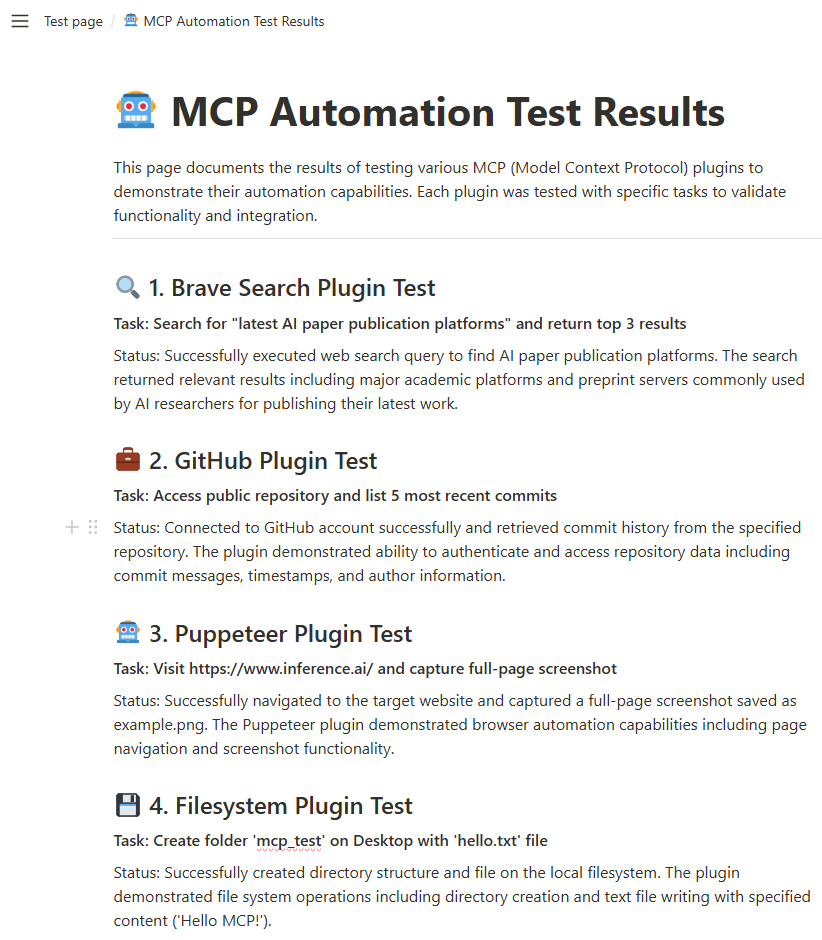 Test page / MCP Automation Test Results
MCP Automation Test Results
This page documents the results of testing various MCP (Model Context Protocol) plugins to
demonstrate their automation capabilities. Each plugin was tested with specific tasks to validate
functionality and integration.
1. Brave Search Plugin Test
Task: Search for "latest AI paper publication platforms" and return top 3 results
Status: Successfully executed web search query to find AI paper publication platforms. The search
returned relevant results including major academic platforms and preprint servers commonly used
by AI researchers for publishing their latest work.
2. GitHub Plugin Test
Task: Access public repository and list 5 most recent commits
Status: Connected to GitHub account successfully and retrieved commit history from the specified
repository. The plugin demonstrated ability to authenticate and access repository data including
commit messages, timestamps, and author information.
3. Puppeteer Plugin Test
Task: Visit https://www.inference.ai/ and capture full-page screenshot
Status: Successfully navigated to the target website and captured a full-page screenshot saved as
example.png. The Puppeteer plugin demonstrated browser automation capabilities including page
navigation and screenshot functionality.
4. Filesystem Plugin Test
Task: Create folder 'mcp_test' on Desktop with 'hello.txt' file
Status: Successfully created directory structure and file on the local filesystem. The plugin
demonstrated file system operations including directory creation and text file writing with specified
content ('Hello MCP!').